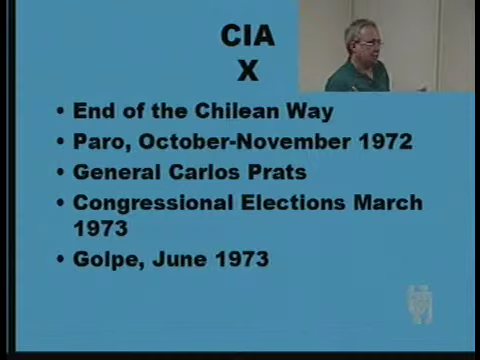 CIA
X
• End of the Chilean Way
• Paro, October-November 1972
• General Carlos Prats
• Congressional Elections March
1973
• Golpe, June 1973